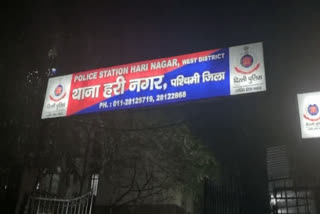 POLICE STATION HARI NAGAR, WEST DISTRICT
थाना हरी नगर, पश्चिमी जिला
PH. : 011-28125719, 28122868
दिल्ली पुलिस